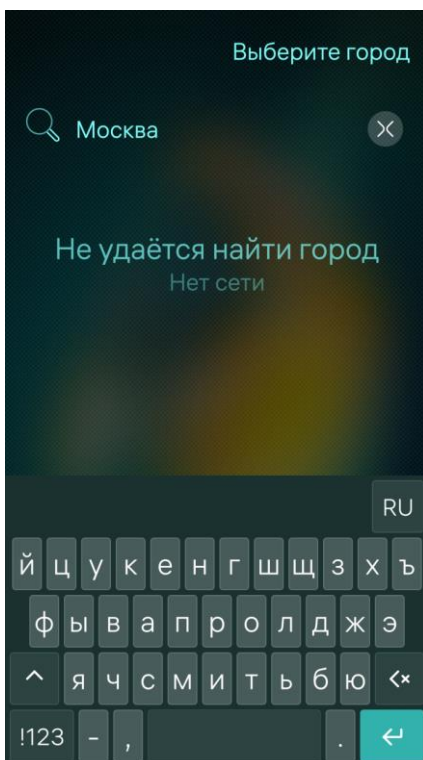 Выберите город
Москва
Не удаётся найти город
Нет сети
RU
й ц у к е н г ш щ з х ъ
ф ы в а п р о л д ж э
я ч с м и т ь б ю
!123 - , .